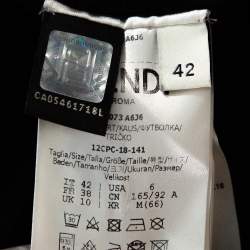 CA05461718L
42
ENDI
ROMA
073 A6J6
RT/KAUS/ФУТБОЛКА/
TRIČKO
12CPC-18-141
Taglia/Size/Talla/Größe/Taille/
Beden/Tamanho/Ukuran/Размер/
Velikost
IT 42 USA 6
FR 38 CN 165/92 A
UK 10 KR M(66)